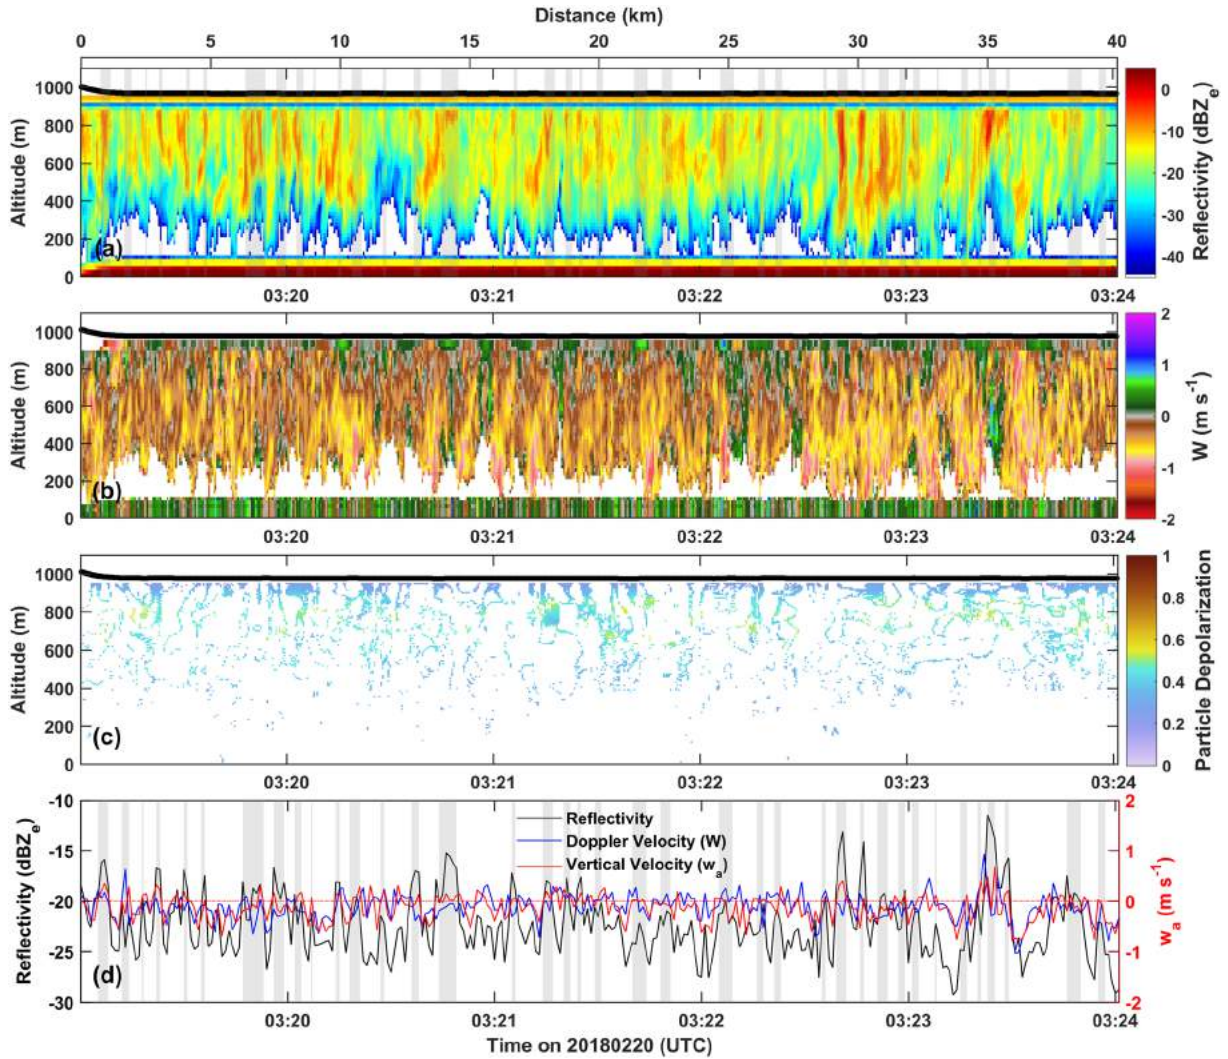 Distance (km)
0 5 10 15 20 25 30 35 40
1000
800
600
400
200
0
Altitude (m)
(a)
03:20 03:21 03:22 03:23 03:24
0
-10
-20
-30
-40
Reflectivity (dBZe)
1000
800
600
400
200
0
Altitude (m)
(b)
03:20 03:21 03:22 03:23 03:24
2
1
0
-1
-2
W (m s-1)
1000
800
600
400
200
0
Altitude (m)
(c)
03:20 03:21 03:22 03:23 03:24
1
0.8
0.6
0.4
0.2
0
Particle Depolarization
-10
-15
-20
-25
-30
Reflectivity (dBZe)
Reflectivity
Doppler Velocity (W)
Vertical Velocity (wa)
(d)
2
1
0
-1
-2
wa (m s-1)
03:20 03:21 03:22 03:23 03:24
Time on 20180220 (UTC)